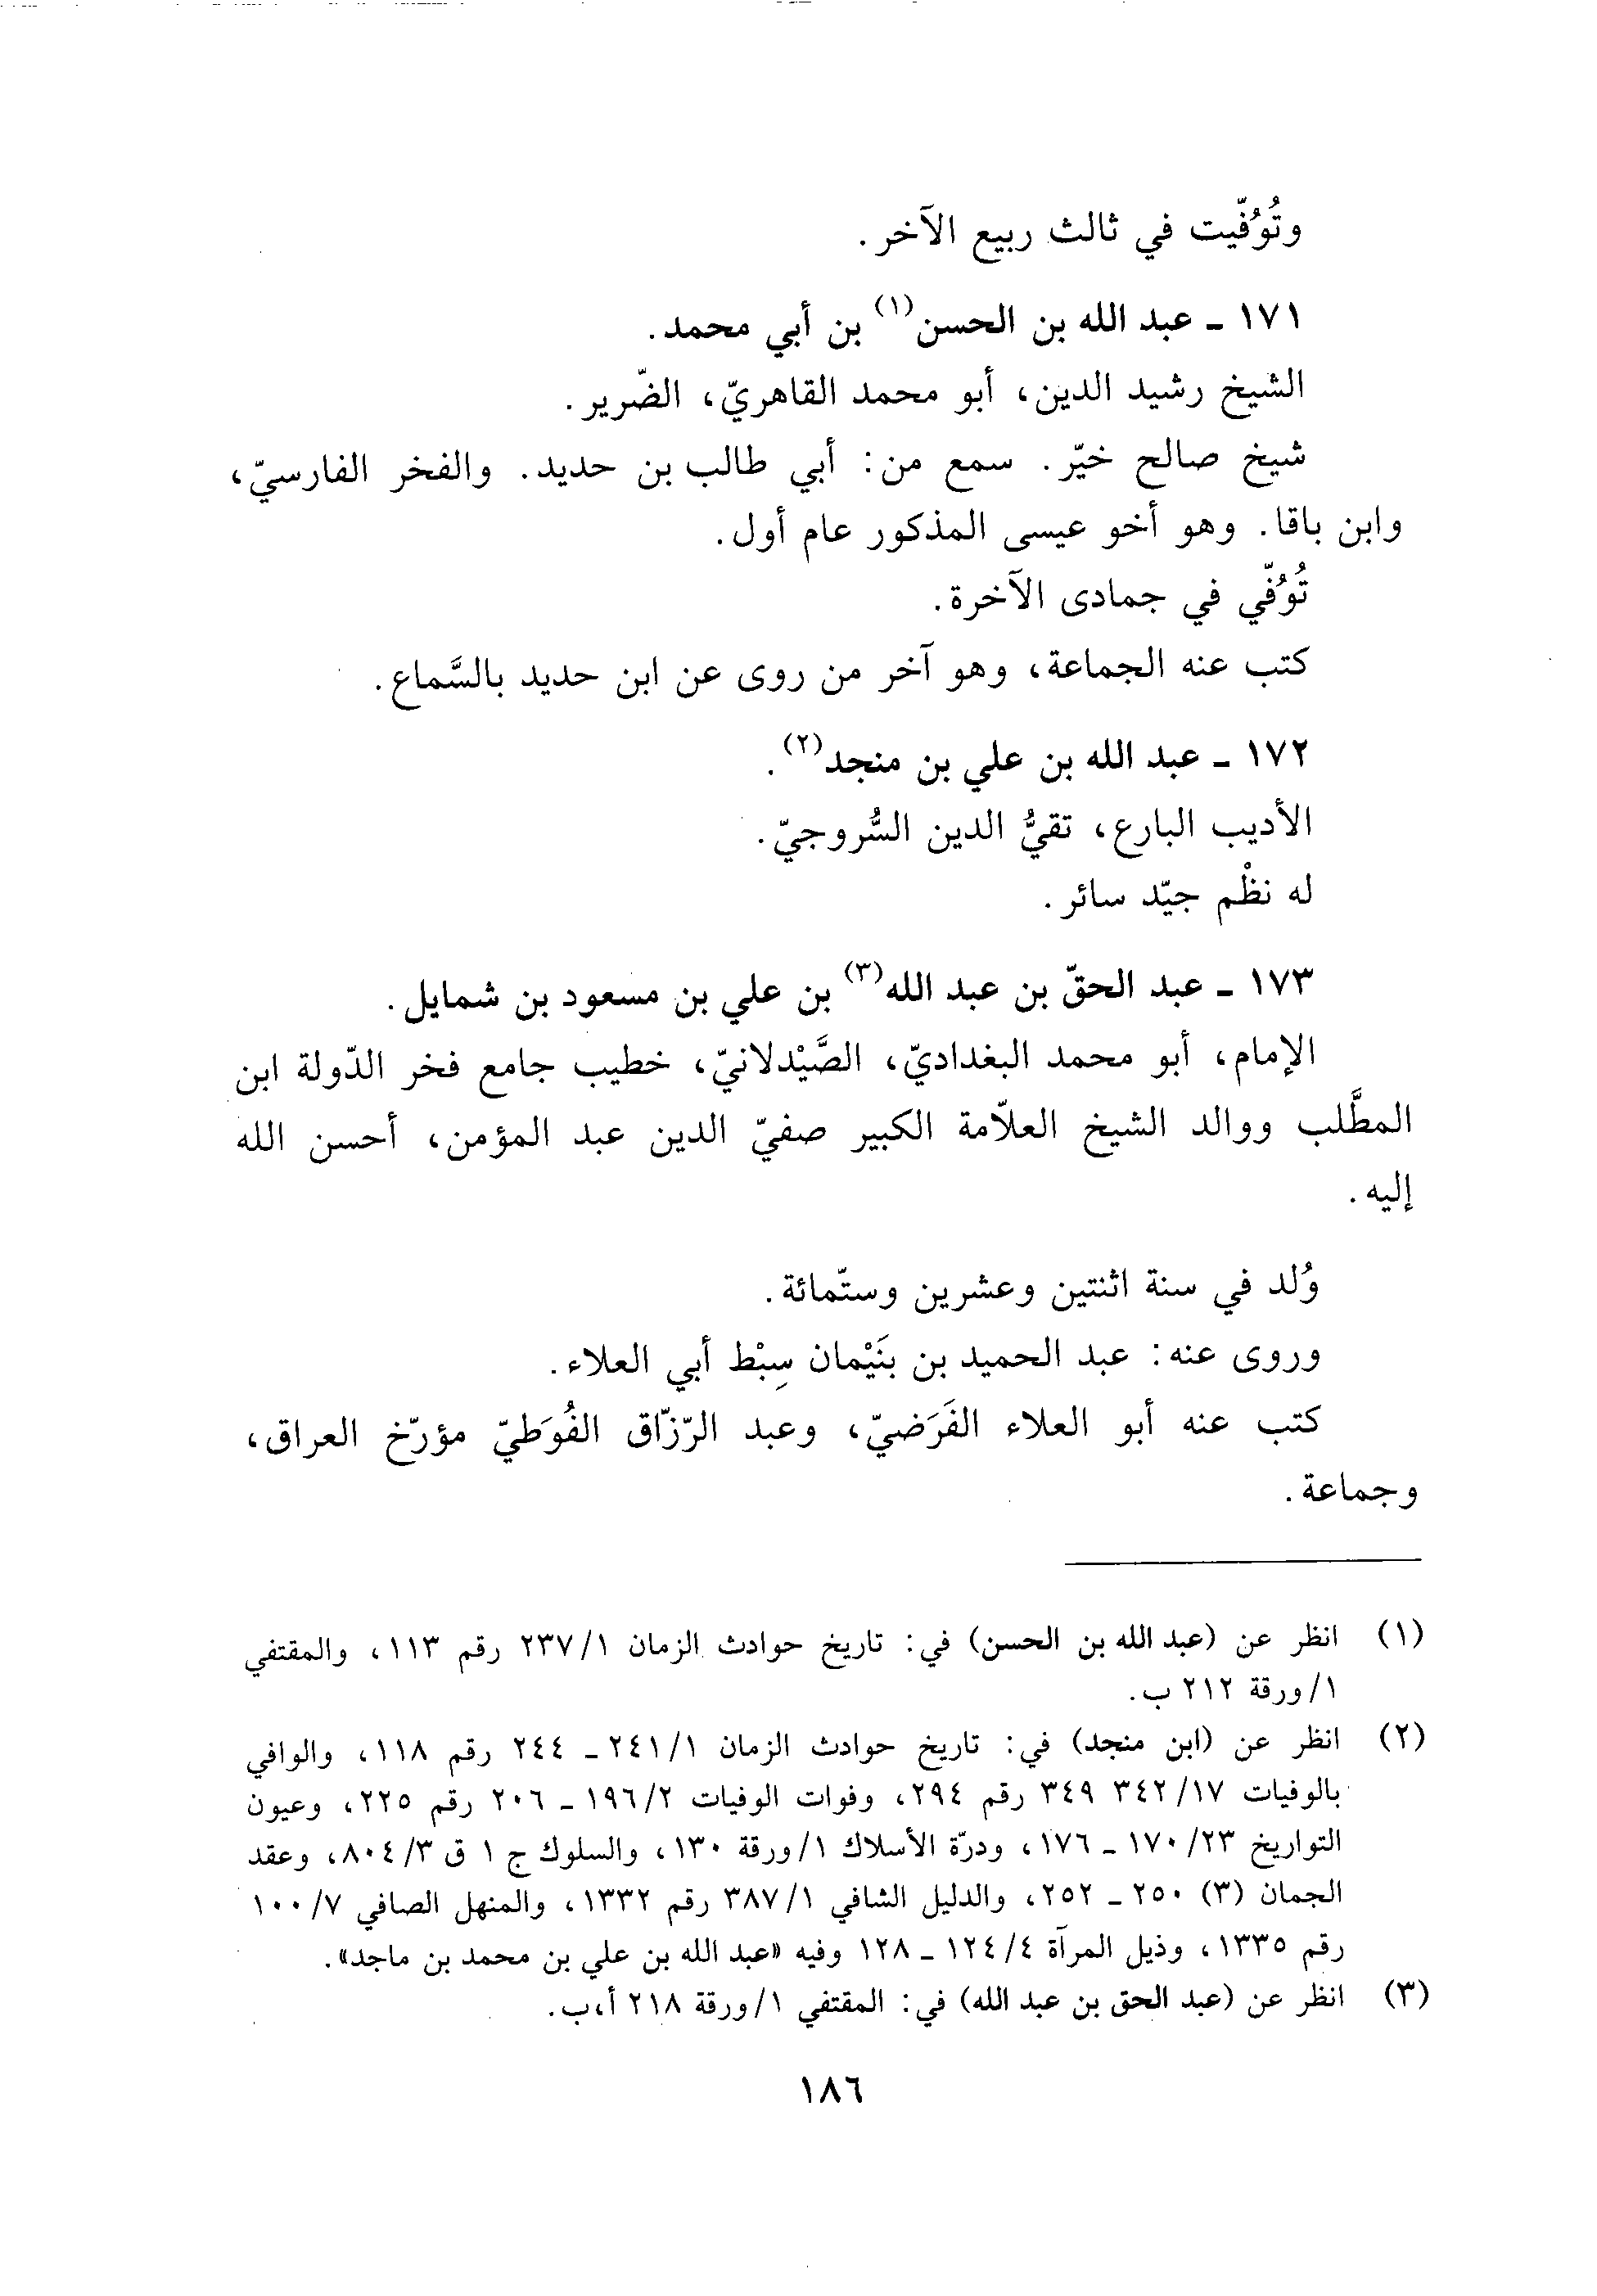 وتُوُفّيت في ثالث ربيع الآخر.
١٧١ ـ عبد الله بن الحسن(١) بن أبي محمد.
الشيخ رشيد الدين، أبو محمد القاهريّ، الضّرير.
شيخ صالح خيّر. سمع من: أبي طالب بن حديد. والفخر الفارسيّ،
وابن باقا. وهو أخو عيسى المذكور عام أول.
تُوُفّي في جمادى الآخرة.
كتب عنه الجماعة، وهو آخر من روى عن ابن حديد بالسَّماع.
١٧٢ ـ عبد الله بن علي بن منجد(٢).
الأديب البارع، تقيُّ الدين السُّروجيّ.
له نظْم جيّد سائر.
١٧٣ ـ عبد الحقّ بن عبد الله(٣) بن علي بن مسعود بن شمايل.
الإمام، أبو محمد البغداديّ، الصَّيْدلانيّ، خطيب جامع فخر الدّولة ابن
المطَّلب ووالد الشيخ العلاّمة الكبير صفيّ الدين عبد المؤمن، أحسن الله
إليه.
وُلد في سنة اثنتين وعشرين وستّمائة.
وروى عنه: عبد الحميد بن بنَيْمان سِبْط أبي العلاء.
كتب عنه أبو العلاء الفَرَضيّ، وعبد الرّزّاق الفُوَطيّ مؤرّخ العراق،
وجماعة.
(١) انظر عن (عبد الله بن الحسن) في: تاريخ حوادث الزمان ٢٣٧/١ رقم ١١٣، والمقتفي
١/ورقة ٢١٢ ب.
(٢) انظر عن (ابن منجد) في: تاريخ حوادث الزمان ٢٤١/١ ـ ٢٤٤ رقم ١١٨، والوافي
بالوفيات ٣٤٢/١٧ ٣٤٩ رقم ٢٩٤، وفوات الوفيات ١٩٦/٢ ـ ٢٠٦ رقم ٢٢٥، وعيون
التواريخ ١٧٠/٢٣ ـ ١٧٦، ودرّة الأسلاك ١/ورقة ١٣٠، والسلوك ج ١ ق ٨٠٤/٣، وعقد
الجمان (٣) ٢٥٠ ـ ٢٥٢، والدليل الشافي ٣٨٧/١ رقم ١٣٣٢، والمنهل الصافي ١٠٠/٧
رقم ١٣٣٥، وذيل المرآة ١٢٤/٤ ـ ١٢٨ وفيه «عبد الله بن علي بن محمد بن ماجد».
(٣) انظر عن (عبد الحق بن عبد الله) في: المقتفي ١/ورقة ٢١٨ أ،ب.
١٨٦